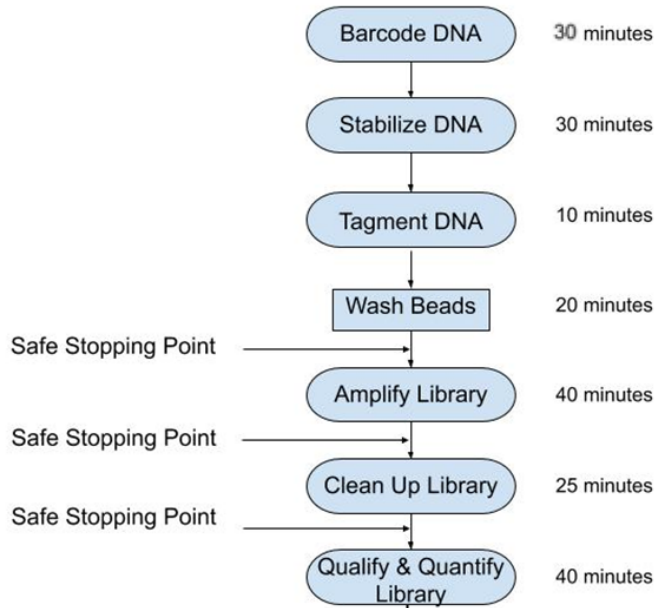 Barcode DNA 30 minutes
Stabilize DNA 30 minutes
Tagment DNA 10 minutes
Wash Beads 20 minutes
Safe Stopping Point
Amplify Library 40 minutes
Safe Stopping Point
Clean Up Library 25 minutes
Safe Stopping Point
Qualify & Quantify
Library 40 minutes